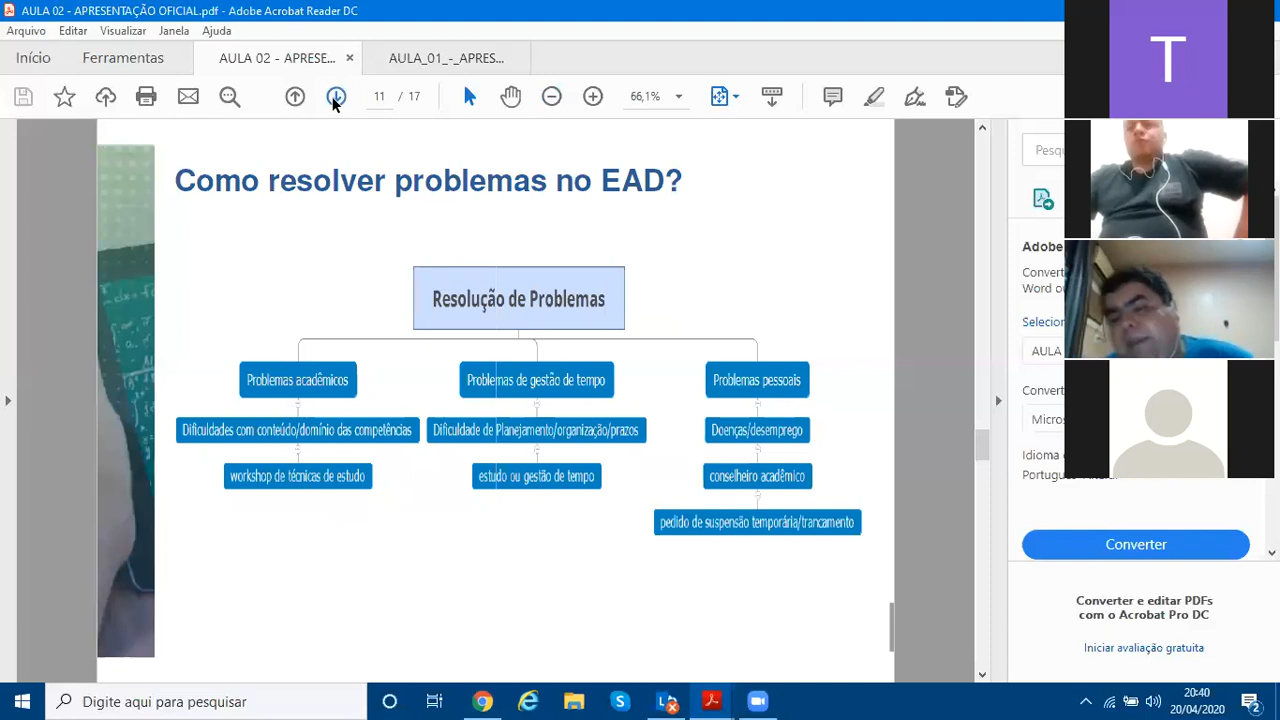 AULA 02 - APRESENTAÇÃO OFICIAL.pdf - Adobe Acrobat Reader DC
Arquivo Editar Visualizar Janela Ajuda
Início Ferramentas AULA 02 - APRESE... × AULA_01_-_APRES...
11 / 17 66,1%
T
Como resolver problemas no EAD?
Resolução de Problemas
Problemas acadêmicos
Problemas de gestão de tempo
Problemas pessoais
Dificuldades com conteúdo/domínio das competências
Dificuldade de Planejamento/organização/prazos
Doenças/desemprego
workshop de técnicas de estudo
estudo ou gestão de tempo
conselheiro acadêmico
pedido de suspensão temporária/trancamento
Pesqu
Adobe
Convert
Word ou
Selecion
AULA
Convert
Micros
Idioma d
Português
Converter
Converter e editar PDFs
com o Acrobat Pro DC
Iniciar avaliação gratuita
Digite aqui para pesquisar
20:40
20/04/2020
2